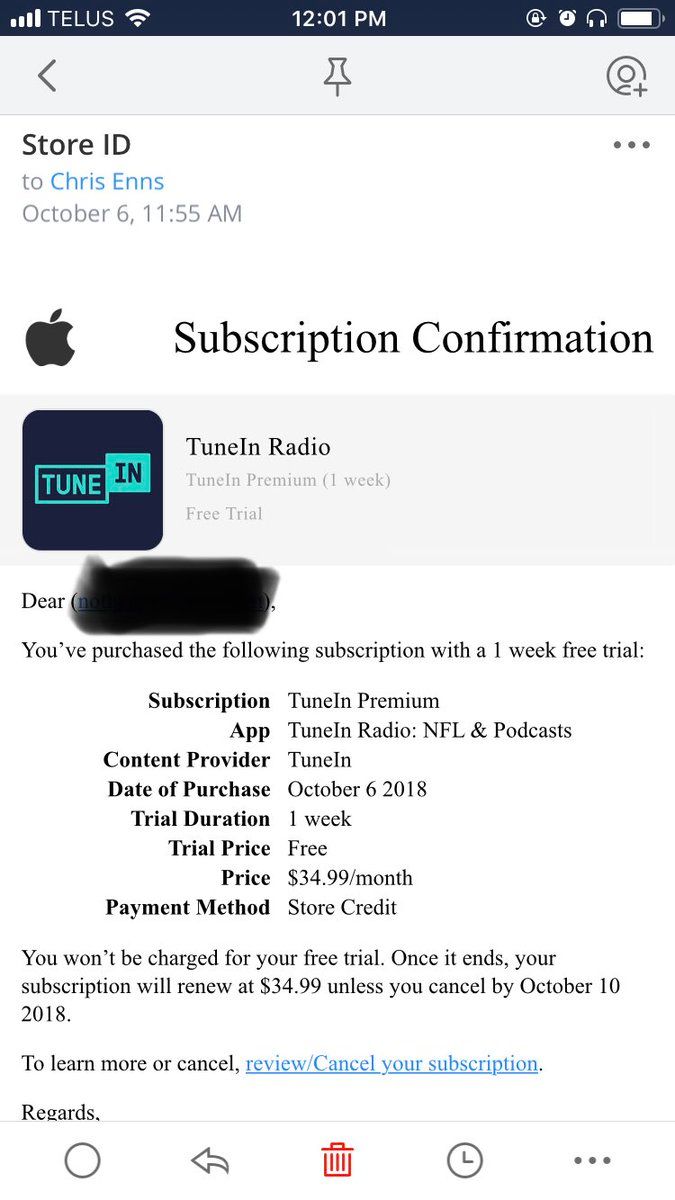 TELUS 12:01 PM
Store ID
to Chris Enns
October 6, 11:55 AM
Subscription Confirmation
TUNE IN
TuneIn Radio
TuneIn Premium (1 week)
Free Trial
Dear (
),
You’ve purchased the following subscription with a 1 week free trial:
Subscription TuneIn Premium
App TuneIn Radio: NFL & Podcasts
Content Provider TuneIn
Date of Purchase October 6 2018
Trial Duration 1 week
Trial Price Free
Price $34.99/month
Payment Method Store Credit
You won’t be charged for your free trial. Once it ends, your
subscription will renew at $34.99 unless you cancel by October 10
2018.
To learn more or cancel, review/Cancel your subscription.
Regards,